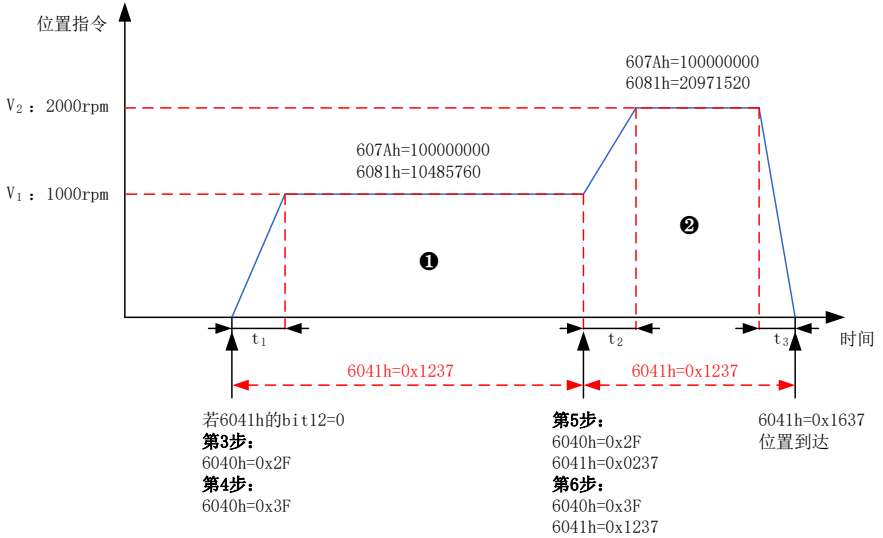 位置指令
607Ah=100000000
6081h=20971520
V₂：2000rpm
607Ah=100000000
6081h=10485760
V₁：1000rpm
❶
❷
t₁
t₂
t₃
时间
6041h=0x1237
6041h=0x1237
若6041h的bit12=0
第3步：
6040h=0x2F
第4步：
6040h=0x3F
第5步：
6040h=0x2F
6041h=0x0237
第6步：
6040h=0x3F
6041h=0x1237
6041h=0x1637
位置到达